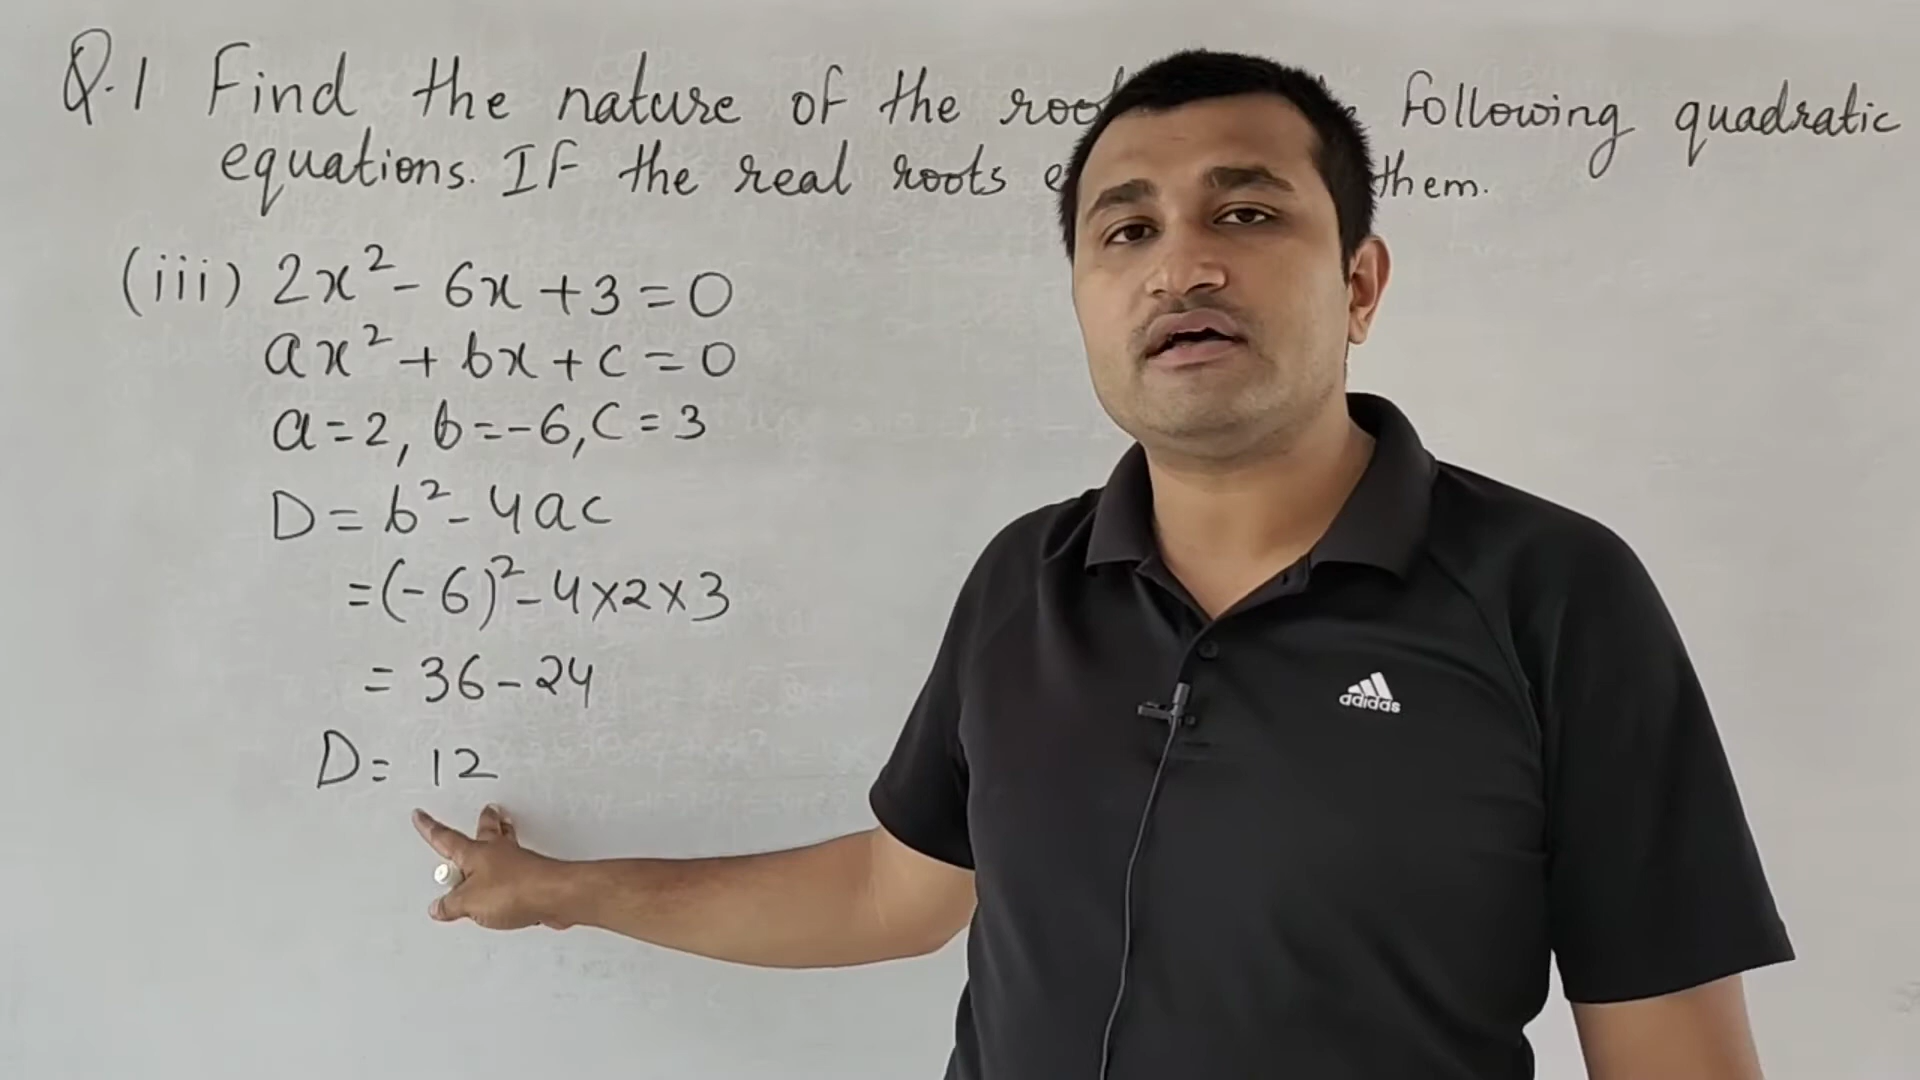 Q.1 Find the nature of the following quadratic
equations. If the real roots them.
(iii) 2x² - 6x + 3 = 0
ax² + bx + c = 0
a = 2, b = -6, c = 3
D = b² - 4ac
= (-6)² - 4 × 2 × 3
= 36 - 24
D = 12
adidas